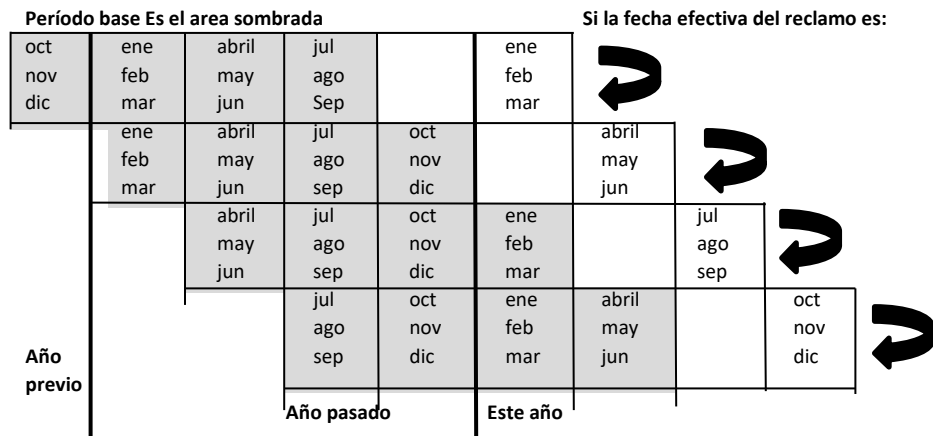 Período base Es el area sombrada Si la fecha efectiva del reclamo es:
oct ene abril jul ene
nov feb may ago feb
dic mar jun Sep mar
ene abril jul oct abril
feb may ago nov may
mar jun sep dic jun
abril jul oct ene jul
may ago nov feb ago
jun sep dic mar sep
jul oct ene abril oct
ago nov feb may nov
Año sep dic mar jun dic
previo
Año pasado Este año